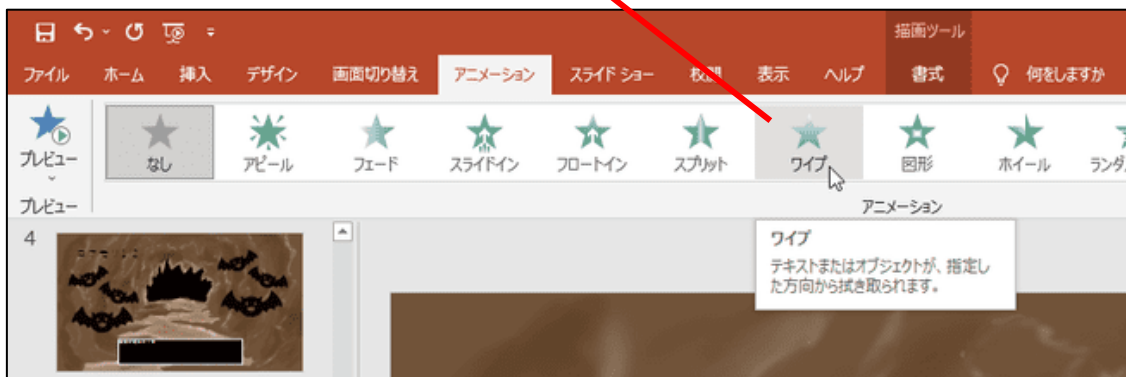 描画ツール
ファイル ホーム 挿入 デザイン 画面切り替え アニメーション スライド ショー 校閲 表示 ヘルプ 書式 何をしますか
プレビュー なし アピール フェード スライドイン フロートイン スプリット ワイプ 図形 ホイール
プレビュー アニメーション
4
ワイプ
テキストまたはオブジェクトが、指定し
た方向から拭き取られます。